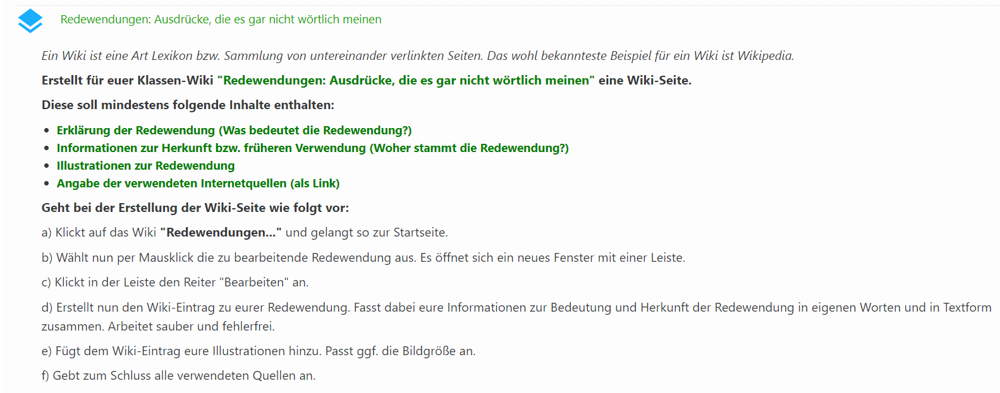 Redewendungen: Ausdrücke, die es gar nicht wörtlich meinen
Ein Wiki ist eine Art Lexikon bzw. Sammlung von untereinander verlinkten Seiten. Das wohl bekannteste Beispiel für ein Wiki ist Wikipedia.
Erstellt für euer Klassen-Wiki "Redewendungen: Ausdrücke, die es gar nicht wörtlich meinen" eine Wiki-Seite.
Diese soll mindestens folgende Inhalte enthalten:
• Erklärung der Redewendung (Was bedeutet die Redewendung?)
• Informationen zur Herkunft bzw. früheren Verwendung (Woher stammt die Redewendung?)
• Illustrationen zur Redewendung
• Angabe der verwendeten Internetquellen (als Link)
Geht bei der Erstellung der Wiki-Seite wie folgt vor:
a) Klickt auf das Wiki "Redewendungen..." und gelangt so zur Startseite.
b) Wählt nun per Mausklick die zu bearbeitende Redewendung aus. Es öffnet sich ein neues Fenster mit einer Leiste.
c) Klickt in der Leiste den Reiter "Bearbeiten" an.
d) Erstellt nun den Wiki-Eintrag zu eurer Redewendung. Fasst dabei eure Informationen zur Bedeutung und Herkunft der Redewendung in eigenen Worten und in Textform
zusammen. Arbeitet sauber und fehlerfrei.
e) Fügt dem Wiki-Eintrag eure Illustrationen hinzu. Passt ggf. die Bildgröße an.
f) Gebt zum Schluss alle verwendeten Quellen an.